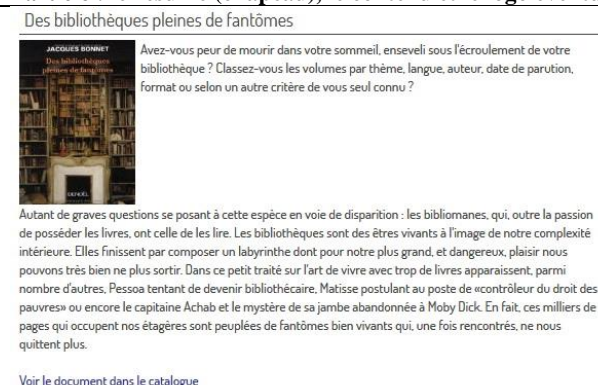 Des bibliothèques pleines de fantômes
JACQUES BONNET
Des bibliothèques
pleines de fantômes
DENOËL
Avez-vous peur de mourir dans votre sommeil, enseveli sous l'écroulement de votre
bibliothèque ? Classez-vous les volumes par thème, langue, auteur, date de parution,
format ou selon un autre critère de vous seul connu ?
Autant de graves questions se posant à cette espèce en voie de disparition : les bibliomanes, qui, outre la passion
de posséder les livres, ont celle de les lire. Les bibliothèques sont des êtres vivants à l'image de notre complexité
intérieure. Elles finissent par composer un labyrinthe dont pour notre plus grand, et dangereux, plaisir nous
pouvons très bien ne plus sortir. Dans ce petit traité sur l'art de vivre avec trop de livres apparaissent, parmi
nombre d'autres, Pessoa tentant de devenir bibliothécaire, Matisse postulant au poste de «contrôleur du droit des
pauvres» ou encore le capitaine Achab et le mystère de sa jambe abandonnée à Moby Dick. En fait, ces milliers de
pages qui occupent nos étagères sont peuplées de fantômes bien vivants qui, une fois rencontrés, ne nous
quittent plus.
Voir le document dans le catalogue